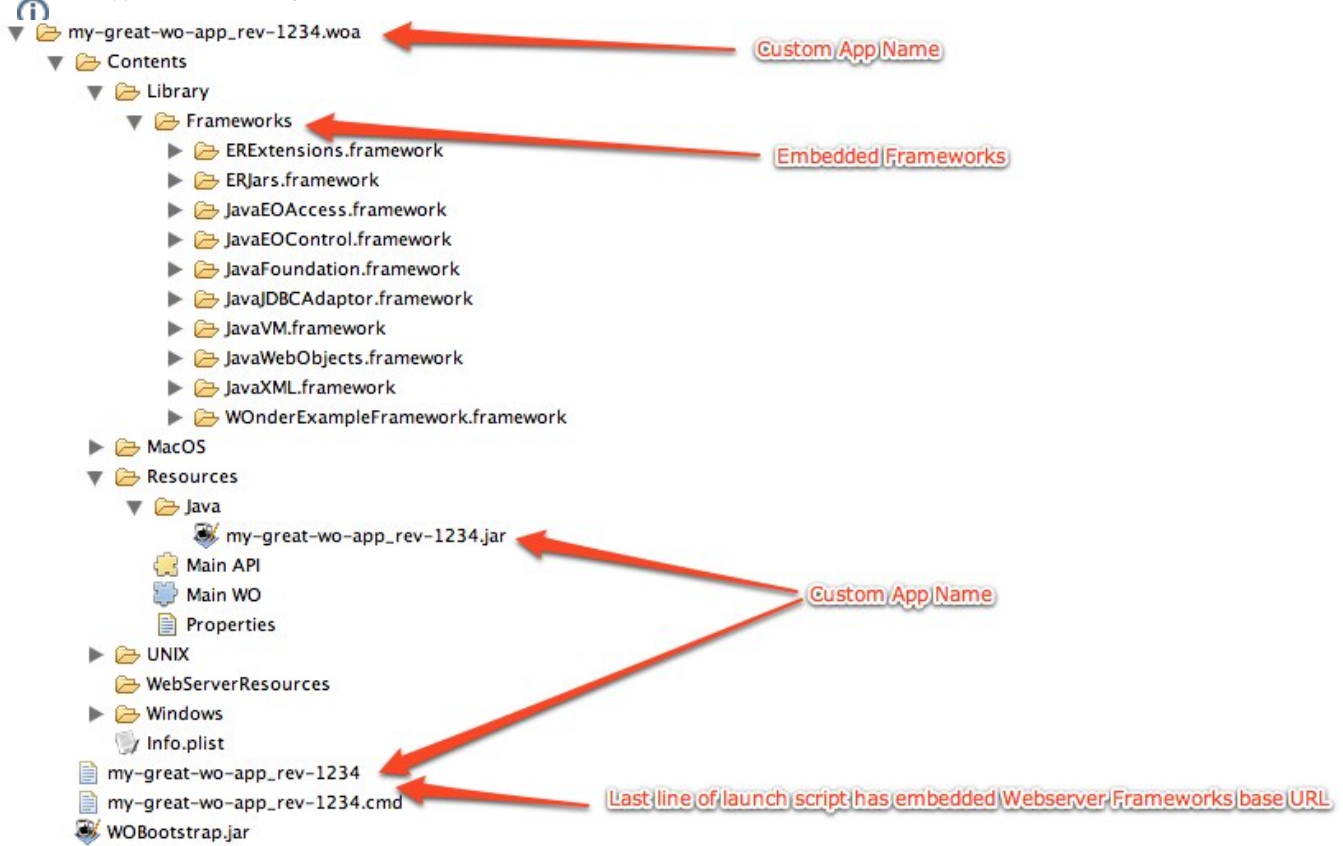 my-great-wo-app_rev-1234.woa
Custom App Name
Contents
Library
Frameworks
Embedded Frameworks
ERExtensions.framework
ERJars.framework
JavaEOAccess.framework
JavaEOControl.framework
JavaFoundation.framework
JavaJDBCAdaptor.framework
JavaVM.framework
JavaWebObjects.framework
JavaXML.framework
WOnderExampleFramework.framework
MacOS
Resources
Java
my-great-wo-app_rev-1234.jar
Main API
Main WO
Custom App Name
Properties
UNIX
WebServerResources
Windows
Info.plist
my-great-wo-app_rev-1234
my-great-wo-app_rev-1234.cmd
Last line of launch script has embedded Webserver Frameworks base URL
WOBootstrap.jar